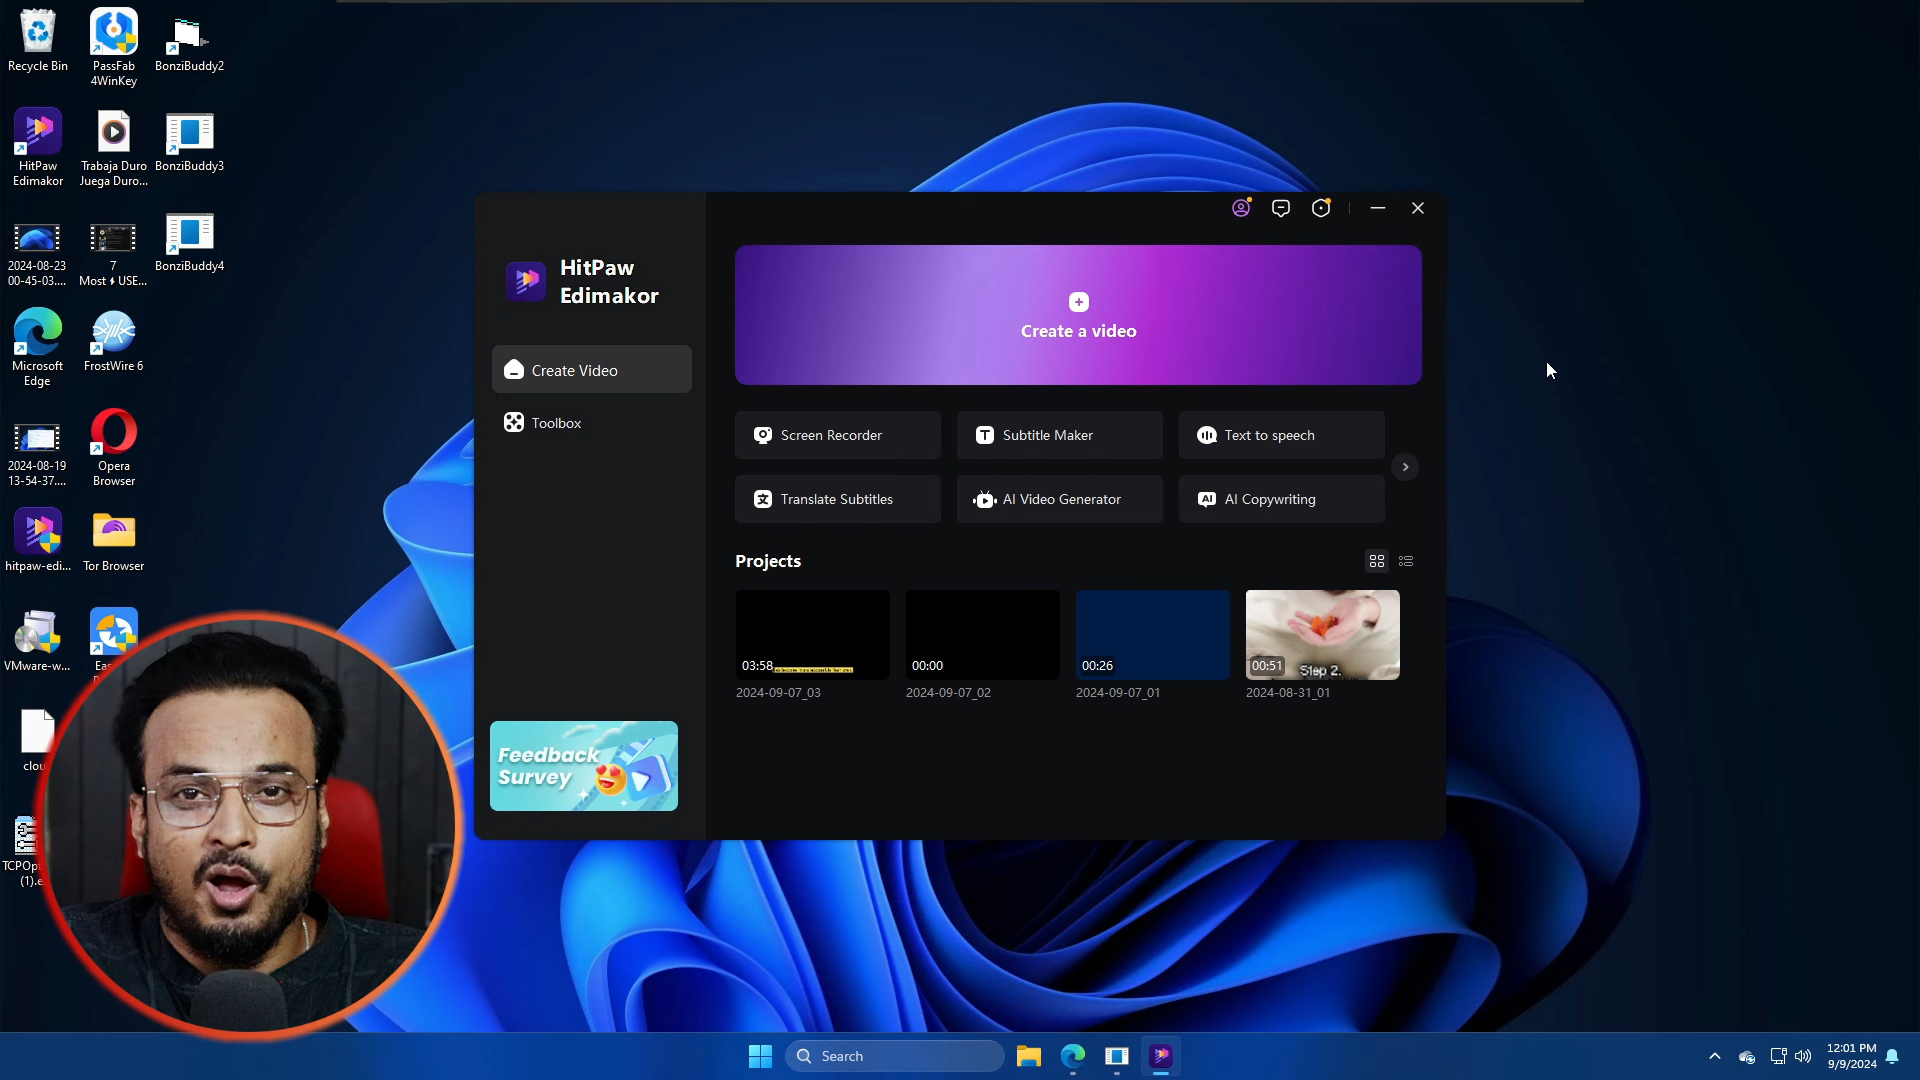 Recycle Bin
PassFab
4WinKey
BonziBuddy2
HitPaw
Edimakor
Trabaja Duro
Juega Duro...
BonziBuddy3
2024-08-23
00-45-03....
7
Most ⚡ USE...
BonziBuddy4
Microsoft
Edge
FrostWire 6
2024-08-19
13-54-37....
Opera
Browser
hitpaw-edi...
Tor Browser
VMware-w...
HitPaw
Edimakor
Create Video
Toolbox
Feedback
Survey
Create a video
Screen Recorder
Subtitle Maker
Text to speech
Translate Subtitles
AI Video Generator
AI Copywriting
Projects
03:58
00:00
00:26
00:51
Step 2.
2024-09-07_03
2024-09-07_02
2024-09-07_01
2024-08-31_01
Search
12:01 PM
9/9/2024